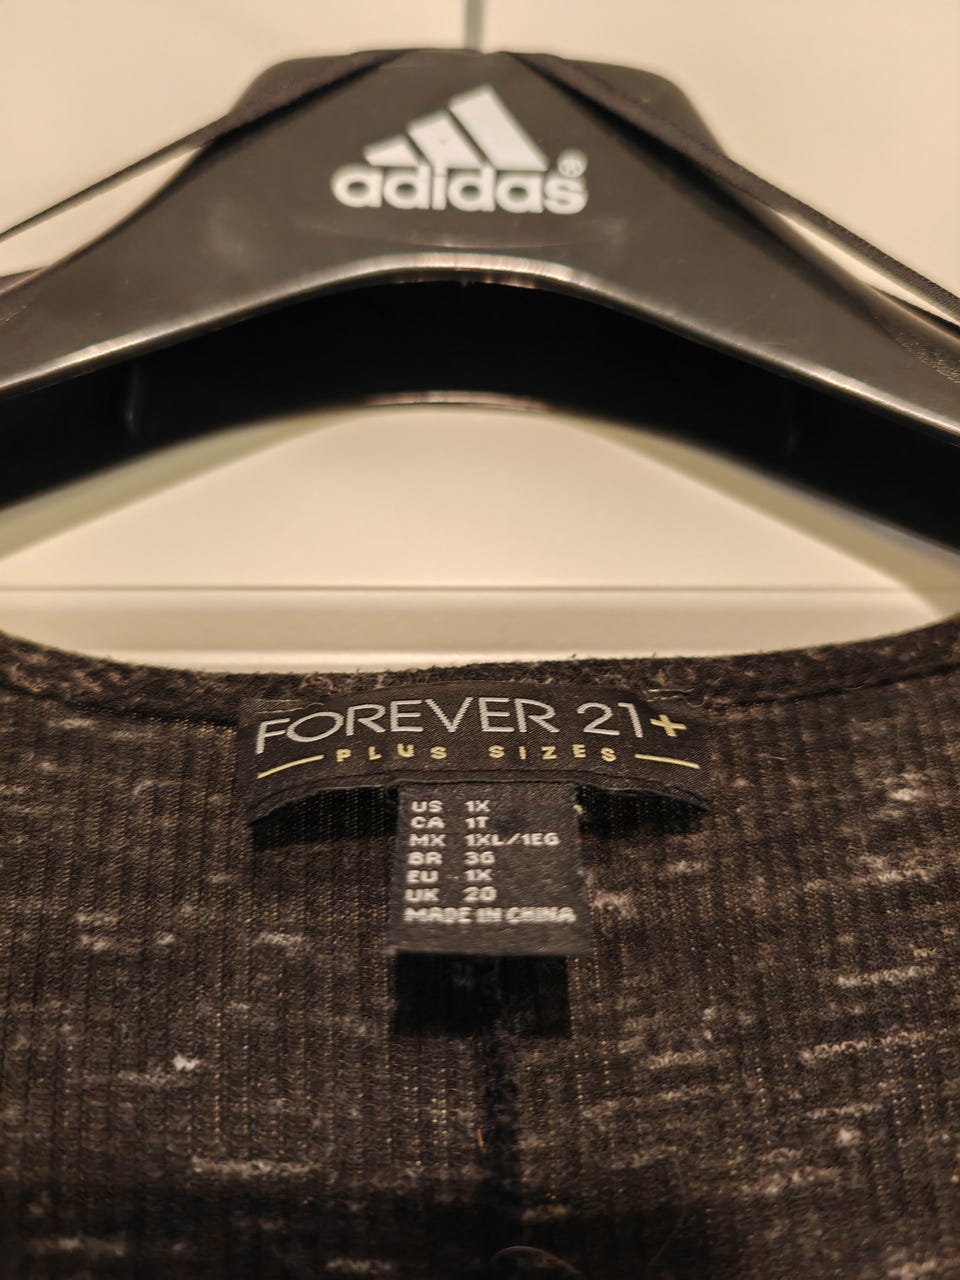 adidas®
FOREVER 21+
PLUS SIZES
US 1X
CA 1T
MX 1XL/1EG
BR 3G
EU 1X
UK 20
MADE IN CHINA